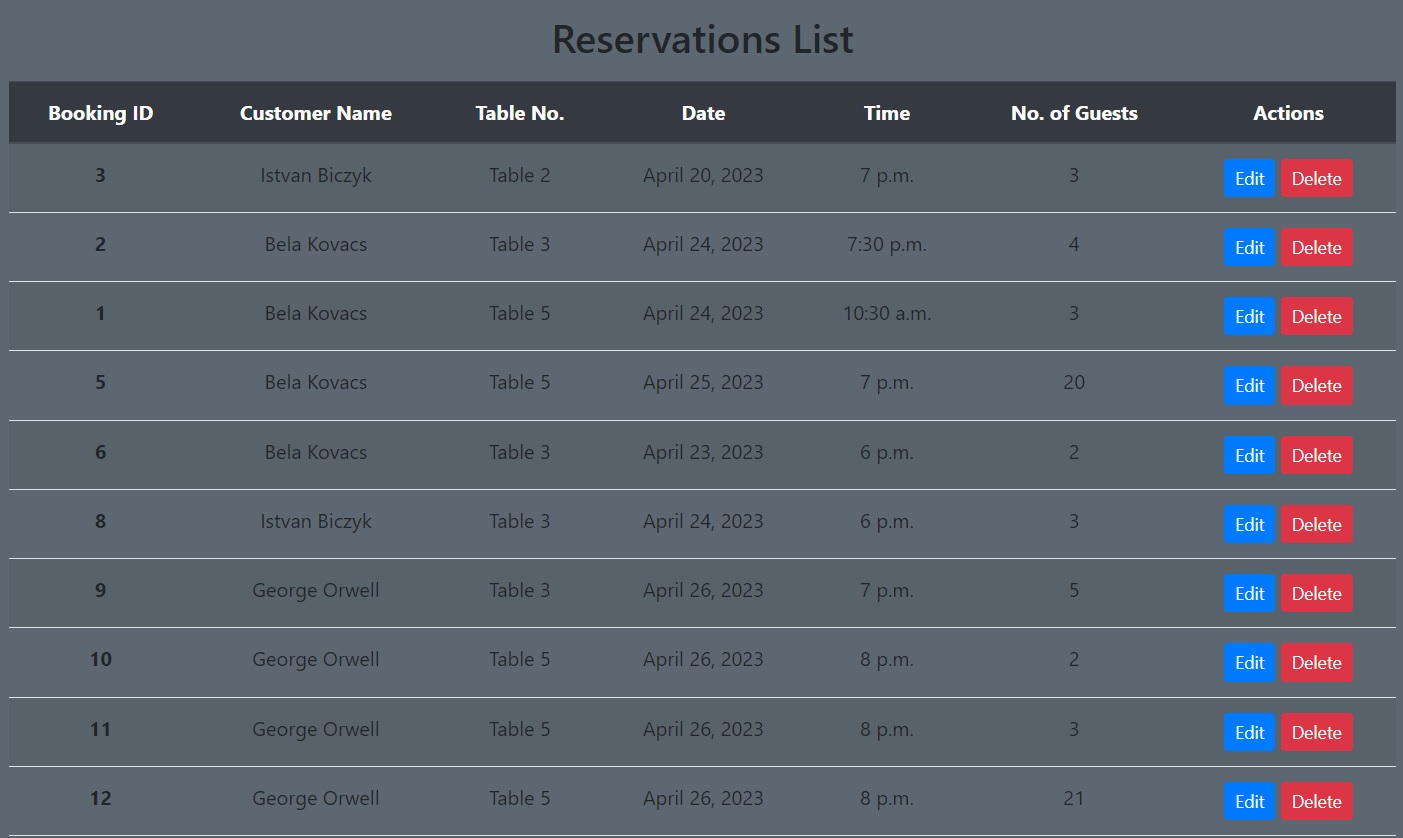 Reservations List
Booking ID Customer Name Table No. Date Time No. of Guests Actions
3 Istvan Biczyk Table 2 April 20, 2023 7 p.m. 3 Edit Delete
2 Bela Kovacs Table 3 April 24, 2023 7:30 p.m. 4 Edit Delete
1 Bela Kovacs Table 5 April 24, 2023 10:30 a.m. 3 Edit Delete
5 Bela Kovacs Table 5 April 25, 2023 7 p.m. 20 Edit Delete
6 Bela Kovacs Table 3 April 23, 2023 6 p.m. 2 Edit Delete
8 Istvan Biczyk Table 3 April 24, 2023 6 p.m. 3 Edit Delete
9 George Orwell Table 3 April 26, 2023 7 p.m. 5 Edit Delete
10 George Orwell Table 5 April 26, 2023 8 p.m. 2 Edit Delete
11 George Orwell Table 5 April 26, 2023 8 p.m. 3 Edit Delete
12 George Orwell Table 5 April 26, 2023 8 p.m. 21 Edit Delete